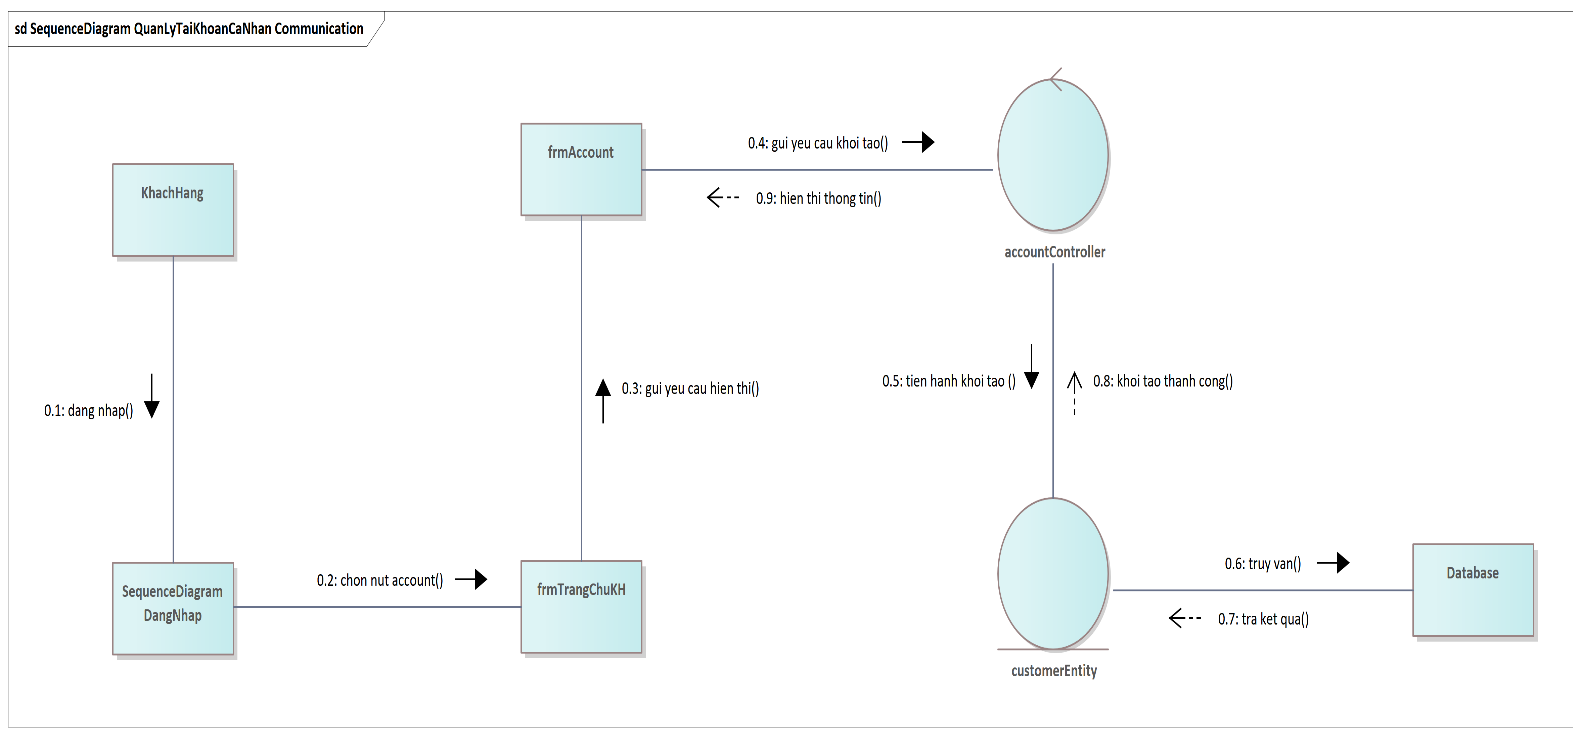 sd SequenceDiagram QuanLyTaiKhoanCaNhan Communication
KhachHang
frmAccount
0.4: gui yeu cau khoi tao()
0.9: hien thi thong tin()
accountController
0.1: dang nhap()
0.3: gui yeu cau hien thi()
0.5: tien hanh khoi tao ()
0.8: khoi tao thanh cong()
SequenceDiagram
DangNhap
0.2: chon nut account()
frmTrangChuKH
0.6: truy van()
0.7: tra ket qua()
Database
customerEntity